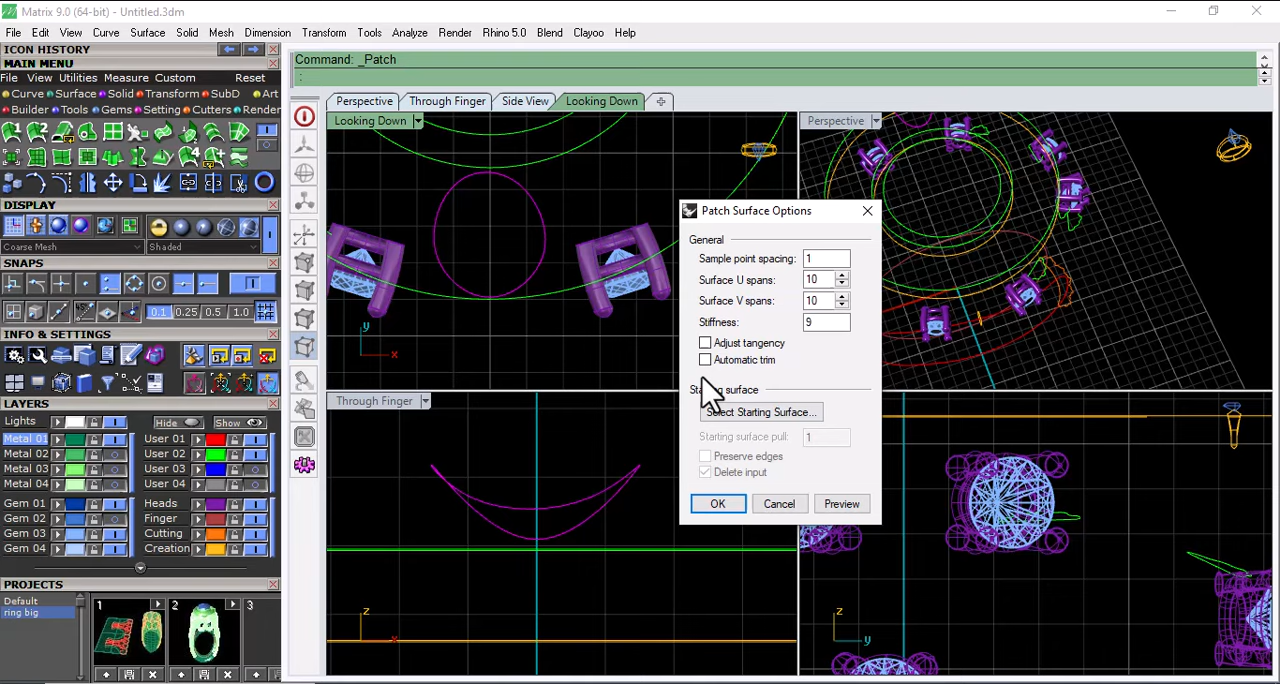 Matrix 9.0 (64-bit) - Untitled.3dm
File Edit View Curve Surface Solid Mesh Dimension Transform Tools Analyze Render Rhino 5.0 Blend Clayoo Help
ICON HISTORY
MAIN MENU
File View Utilities Measure Custom Reset
Curve Surface Solid Transform SubD Art
Builder Tools Gems Setting Cutters Render
DISPLAY
Coarse Mesh Shaded
SNAPS
0.1 0.25 0.5 1.0
INFO & SETTINGS
LAYERS
Lights Hide Show
Metal 01 User 01
Metal 02 User 02
Metal 03 User 03
Metal 04 User 04
Gem 01 Heads
Gem 02 Finger
Gem 03 Cutting
Gem 04 Creation
PROJECTS
Default
ring big
1 2 3
Command: _Patch
:
Perspective Through Finger Side View Looking Down
Looking Down
y
x
Perspective
Through Finger
z
x
z
y
Patch Surface Options
General
Sample point spacing: 1
Surface U spans: 10
Surface V spans: 10
Stiffness: 9
Adjust tangency
Automatic trim
surface
Select Starting Surface...
Starting surface pull: 1
Preserve edges
Delete input
OK Cancel Preview